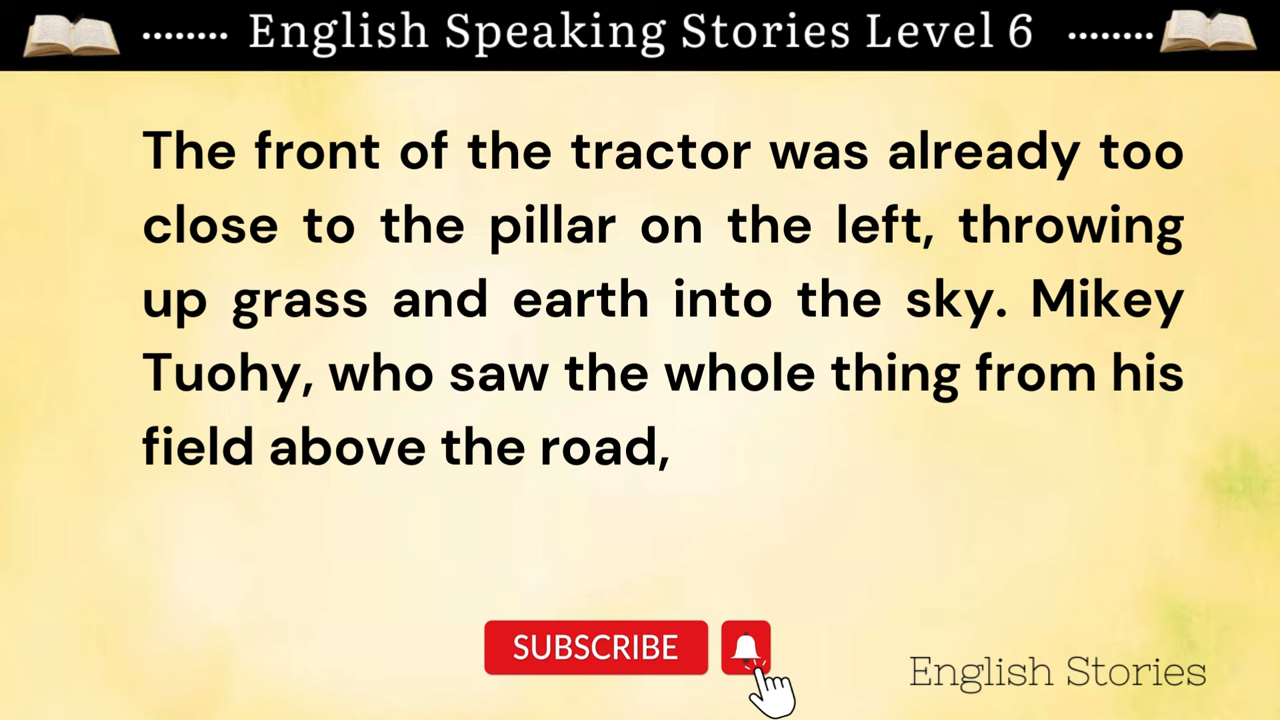 ........ English Speaking Stories Level 6 ........
The front of the tractor was already too
close to the pillar on the left, throwing
up grass and earth into the sky. Mikey
Tuohy, who saw the whole thing from his
field above the road,
SUBSCRIBE
English Stories